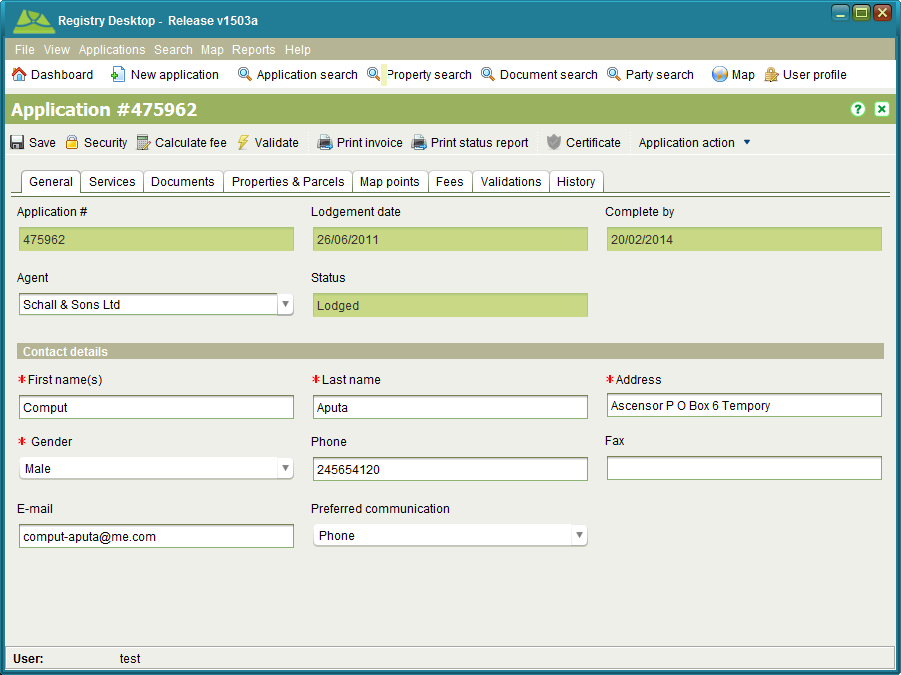 Registry Desktop - Release v1503a
File View Applications Search Map Reports Help
Dashboard New application Application search Property search Document search Party search Map User profile
Application #475962
Save Security Calculate fee Validate Print invoice Print status report Certificate Application action
General Services Documents Properties & Parcels Map points Fees Validations History
Application # Lodgement date Complete by
475962 26/06/2011 20/02/2014
Agent Status
Schall & Sons Ltd Lodged
Contact details
*First name(s) *Last name *Address
Comput Aputa Ascensor P O Box 6 Tempory
* Gender Phone Fax
Male 245654120
E-mail Preferred communication
comput-aputa@me.com Phone
User: test